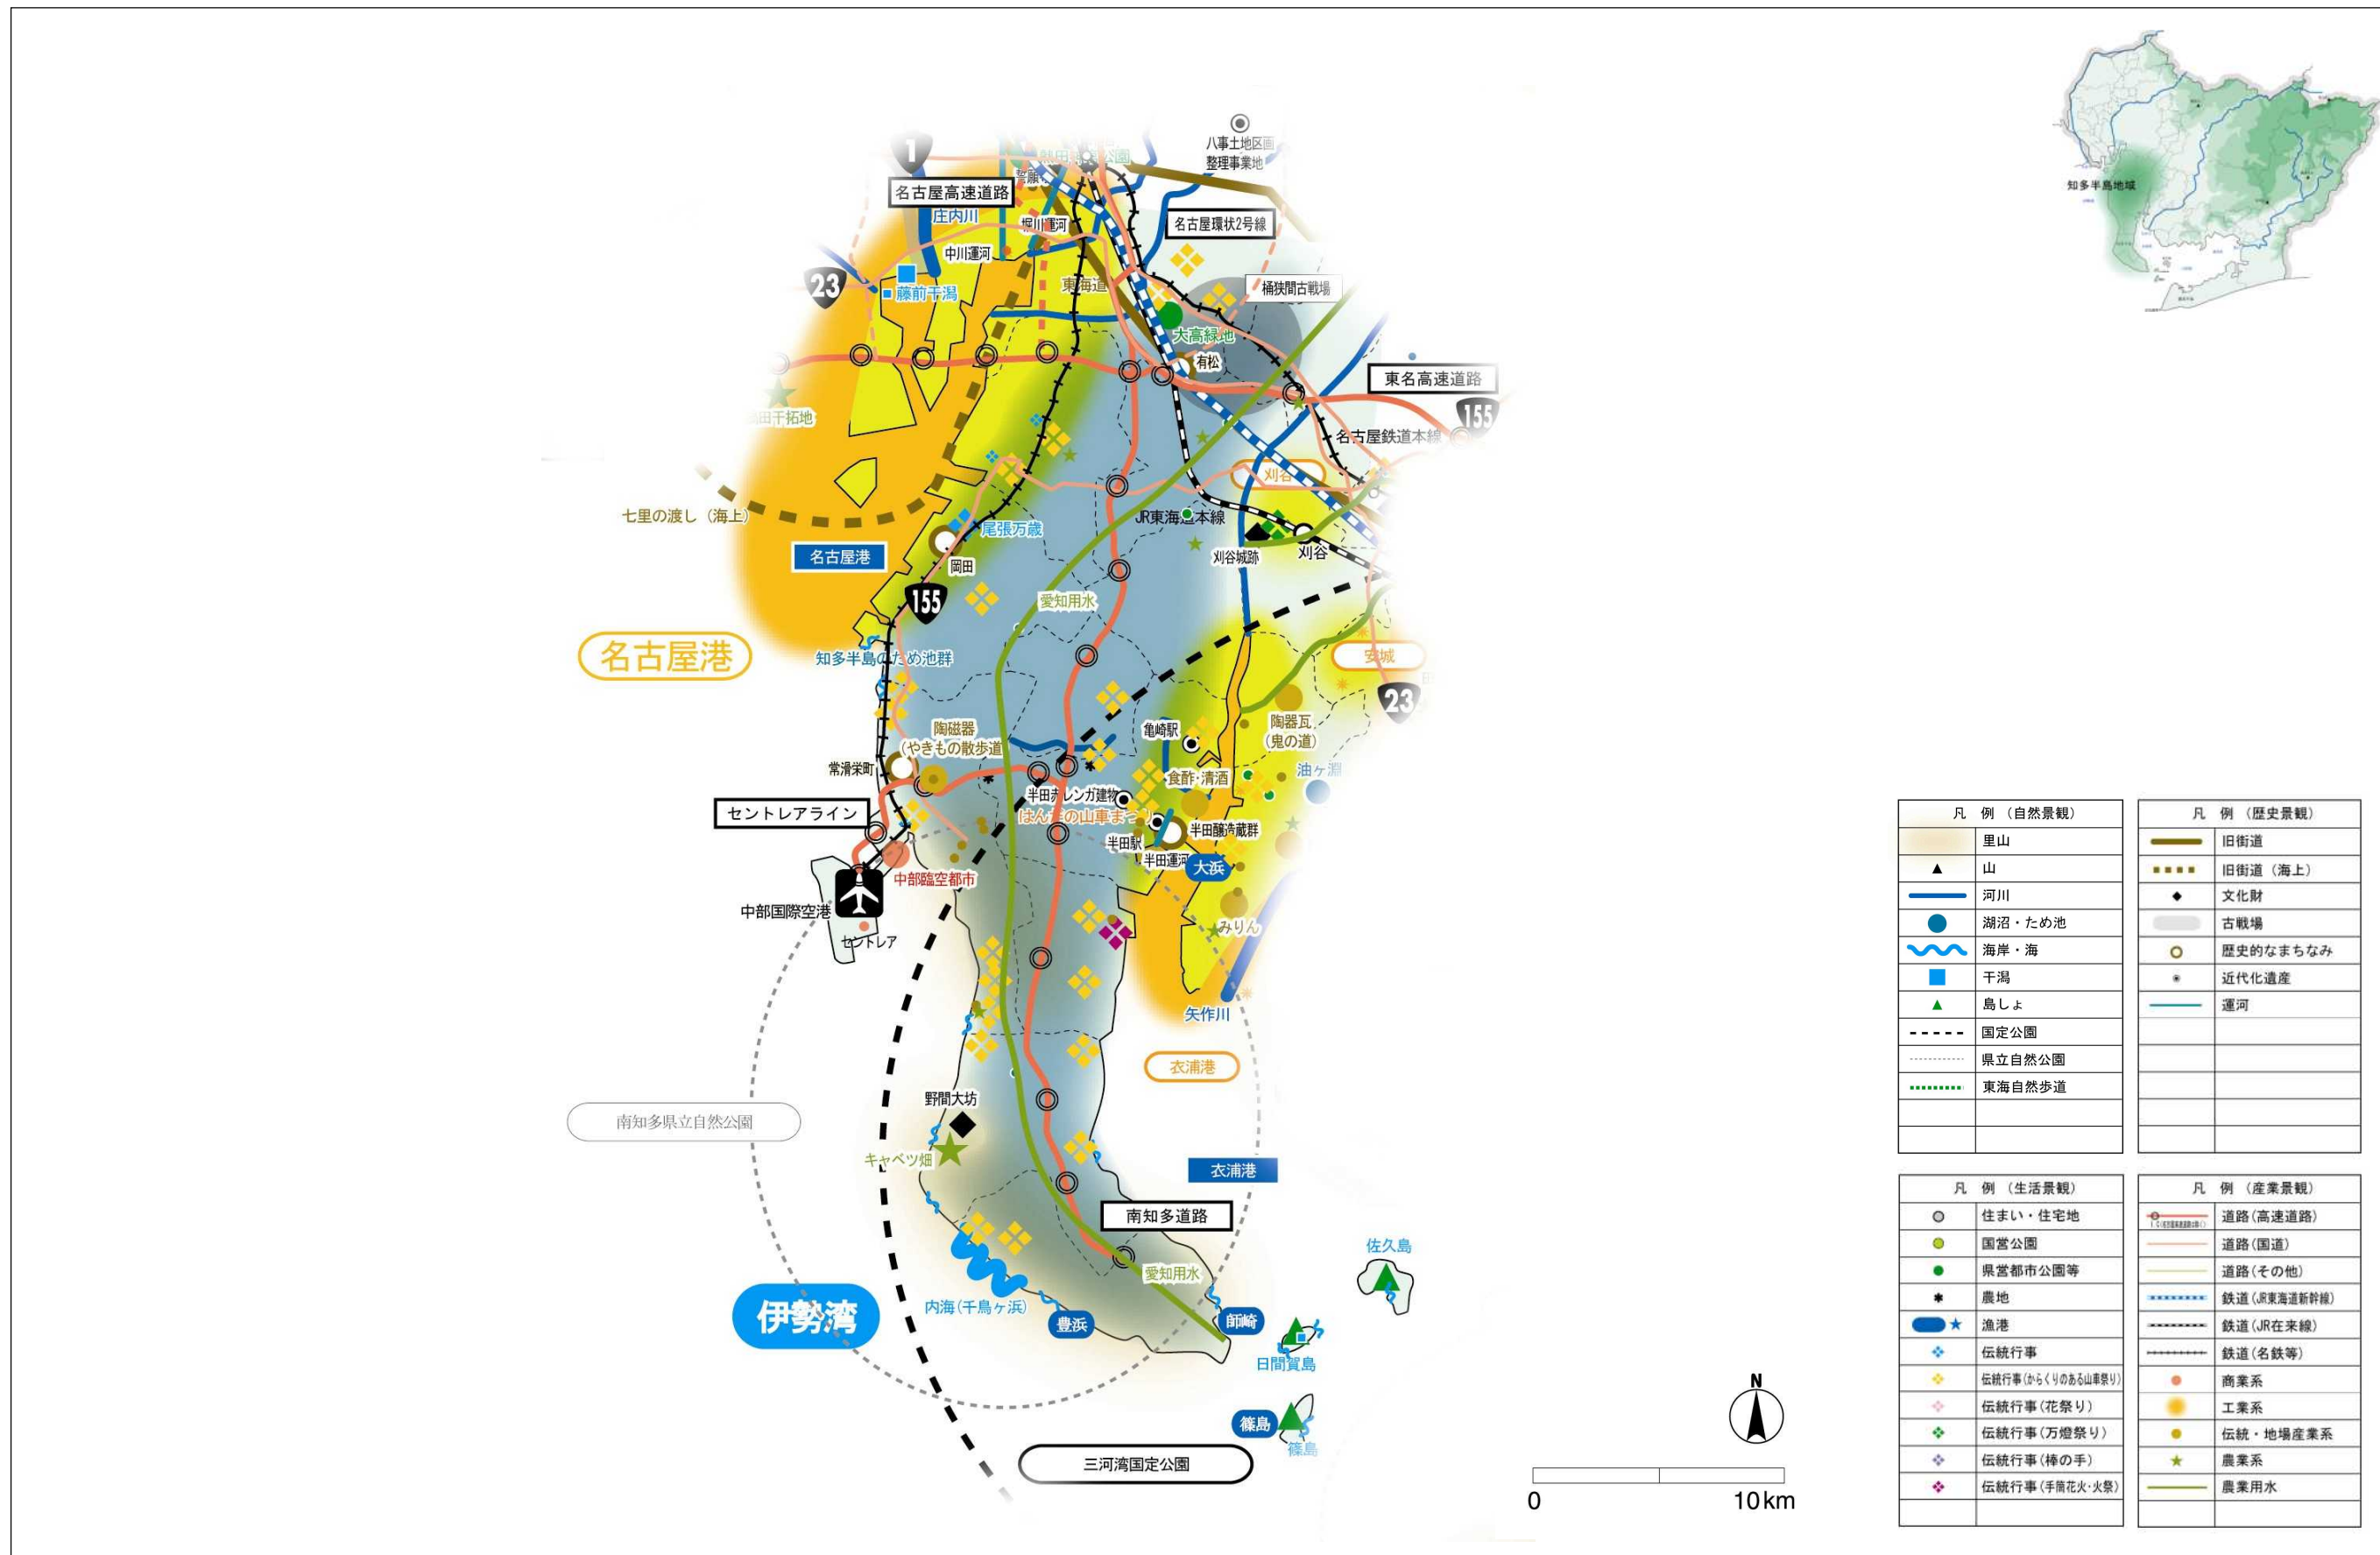 八事土地区画
整理事業地
1
名古屋高速道路
庄内川
堀川運河
名古屋環状2号線
中川運河
23
藤前干潟
東海道
桶狭間古戦場
大高緑地
有松
東名高速道路
155
名古屋鉄道本線
刈谷
七里の渡し（海上）
JR東海道本線
尾張万歳
名古屋港
刈谷城跡
刈谷
岡田
155
愛知用水
名古屋港
知多半島のため池群
安城
23
陶磁器
（やきもの散歩道
亀崎駅
陶器瓦
（鬼の道）
常滑栄町
食酢・清酒
油ヶ淵
半田赤レンガ建物
セントレアライン
半田醸造蔵群
半田駅
半田運河
大浜
中部臨空都市
中部国際空港
みりん
セントレア
矢作川
衣浦港
野間大坊
南知多県立自然公園
キャベツ畑
衣浦港
南知多道路
佐久島
愛知用水
伊勢湾
内海（千鳥ヶ浜）
豊浜
師崎
日間賀島
篠島
篠島
三河湾国定公園
N
0
10km
知多半島地域
凡　例　（自然景観）
里山
山
河川
湖沼・ため池
海岸・海
干潟
島しょ
国定公園
県立自然公園
東海自然歩道
凡　例　（歴史景観）
旧街道
旧街道（海上）
文化財
古戦場
歴史的なまちなみ
近代化遺産
運河
凡　例　（生活景観）
住まい・住宅地
国営公園
県営都市公園等
農地
漁港
伝統行事
伝統行事（からくりのある山車祭り）
伝統行事（花祭り）
伝統行事（万燈祭り）
伝統行事（棒の手）
伝統行事（手筒花火・火祭）
凡　例　（産業景観）
道路（高速道路）
道路（国道）
道路（その他）
鉄道（JR東海道新幹線）
鉄道（JR在来線）
鉄道（名鉄等）
商業系
工業系
伝統・地場産業系
農業系
農業用水